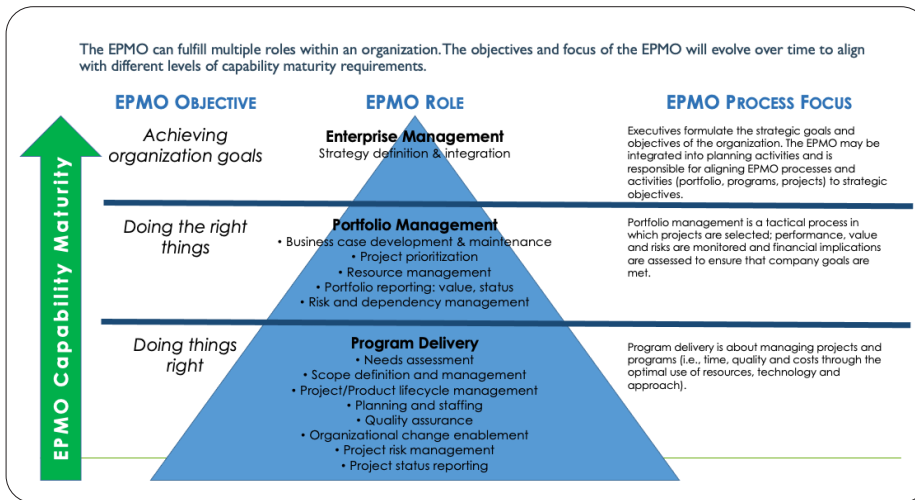 The EPMO can fulfill multiple roles within an organization. The objectives and focus of the EPMO will evolve over time to align
with different levels of capability maturity requirements.
EPMO OBJECTIVE
EPMO ROLE
EPMO PROCESS FOCUS
EPMO Capability Maturity
Achieving
organization goals
Enterprise Management
Strategy definition & integration
Executives formulate the strategic goals and
objectives of the organization. The EPMO may be
integrated into planning activities and is
responsible for aligning EPMO processes and
activities (portfolio, programs, projects) to strategic
objectives.
Doing the right
things
Portfolio Management
• Business case development & maintenance
• Project prioritization
• Resource management
• Portfolio reporting: value, status
• Risk and dependency management
Portfolio management is a tactical process in
which projects are selected; performance, value
and risks are monitored and financial implications
are assessed to ensure that company goals are
met.
Doing things
right
Program Delivery
• Needs assessment
• Scope definition and management
• Project/Product lifecycle management
• Planning and staffing
• Quality assurance
• Organizational change enablement
• Project risk management
• Project status reporting
Program delivery is about managing projects and
programs (i.e., time, quality and costs through the
optimal use of resources, technology and
approach).